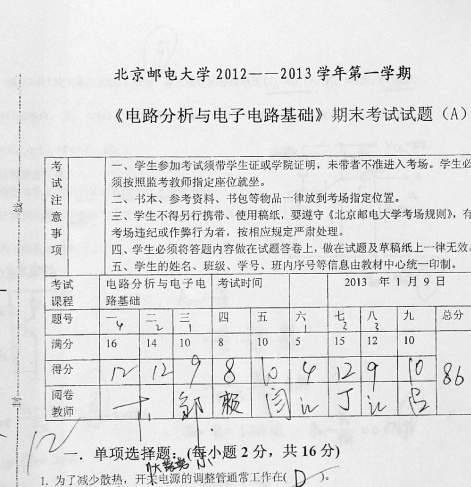 北京邮电大学 2012——2013 学年第一学期
《电路分析与电子电路基础》期末考试试题（A）
考试注意事项
一、学生参加考试须带学生证或学院证明，未带者不准进入考场。学生必
须按照监考教师指定座位就坐。
二、书本、参考资料、书包等物品一律放到考场指定位置。
三、学生不得另行携带、使用稿纸，要遵守《北京邮电大学考场规则》，有
考场违纪或作弊行为者，按相应规定严肃处理。
四、学生必须将答题内容做在试题答卷上，做在试题及草稿纸上一律无效。
五、学生的姓名、班级、学号、班内序号等信息由教材中心统一印制。
考试课程 电路分析与电子电路基础 考试时间 2013 年 1 月 9 日
题号 一 二 三 四 五 六 七 八 九 总分
4 2 1 1 2 3
满分 16 14 10 8 10 5 15 12 10
得分 12 12 9 8 10 4 12 9 10 86
阅卷教师
12
一．单项选择题：(每小题 2 分，共 16 分)
1. 为了减少散热，开关电源的调整管通常工作在( D )。
线
封